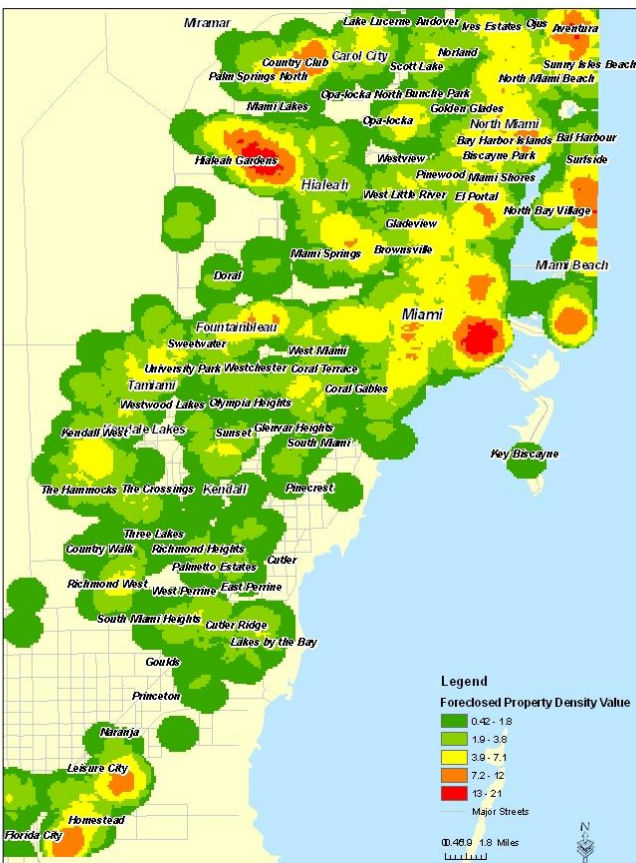 Miramar
Lake Lucerne Andover
Ives Estates Ojus
Aventura
Carol City
Norland
Country Club
Scott Lake
Sunny Isles Beach
Palm Springs North
North Miami Beach
Opa-locka North Bunche Park
Miami Lakes
Golden Glades
Opa-locka
North Miami
Bay Harbor Islands Bal Harbour
Hialeah Gardens
Westview
Biscayne Park
Surfside
Pinewood Miami Shores
Hialeah
West Little River
El Portal
North Bay Village
Gladeview
Miami Springs
Brownsville
Doral
Miami Beach
Miami
Fountainbleau
Sweetwater
West Miami
University Park Westchester
Coral Terrace
Tamiami
Coral Gables
Westwood Lakes Olympia Heights
Kendall West
dale Lakes
Sunset
Glenvar Heights
South Miami
Key Biscayne
The Hammocks The Crossings
Kendall
Pinecrest
Three Lakes
Country Walk
Richmond Heights
Cutler
Palmetto Estates
Richmond West
West Perrine
East Perrine
South Miami Heights
Cutler Ridge
Lakes by the Bay
Goulds
Princeton
Naranja
Leisure City
Homestead
Florida City
Legend
Foreclosed Property Density Value
0.42 - 1.8
1.9 - 3.8
3.9 - 7.1
7.2 - 12
13 - 21
Major Streets
1.8 Miles
N